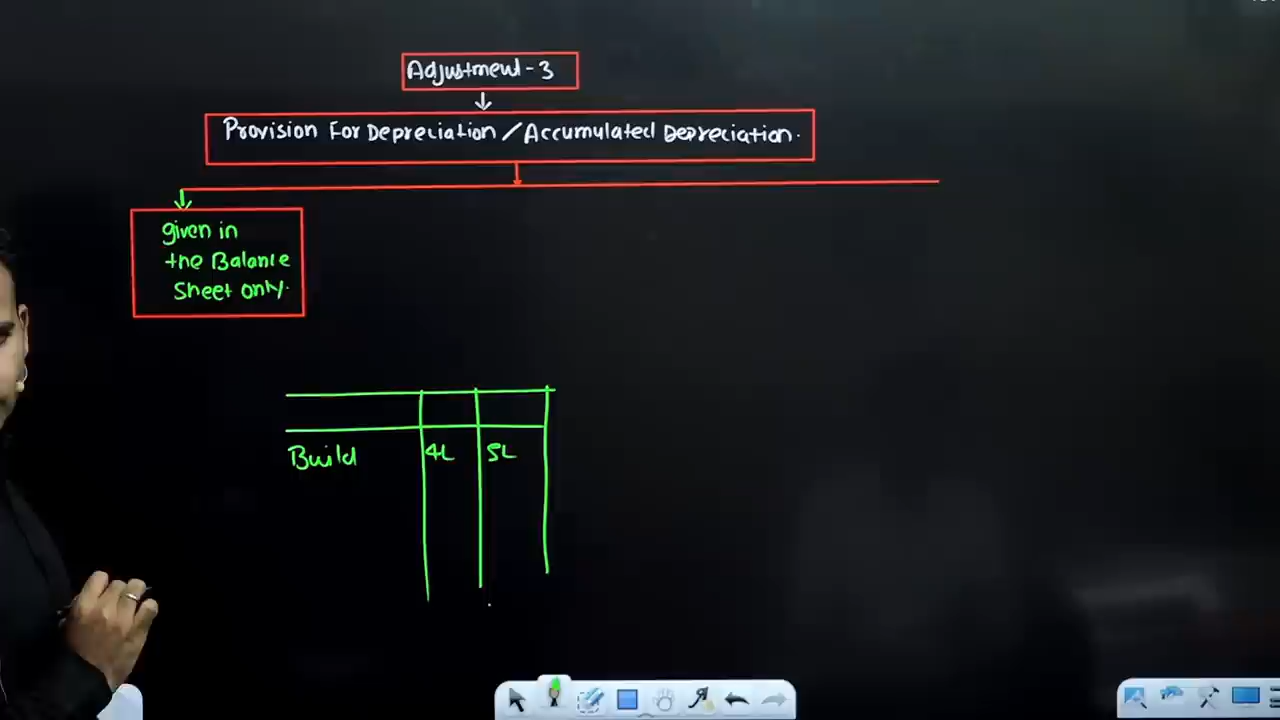 Adjustment - 3
Provision For Depreciation / Accumulated Depreciation.
given in
the Balance
Sheet only.
Build 4L 5L